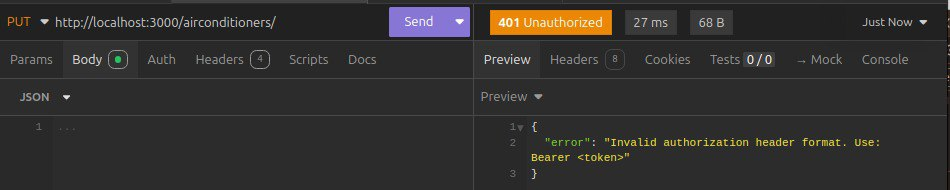 PUT http://localhost:3000/airconditioners/ Send 401 Unauthorized 27 ms 68 B Just Now
Params Body Auth Headers 4 Scripts Docs Preview Headers 8 Cookies Tests 0 / 0 → Mock Console
JSON Preview
1 ...
1 {
2 "error": "Invalid authorization header format. Use:
Bearer <token>"
3 }